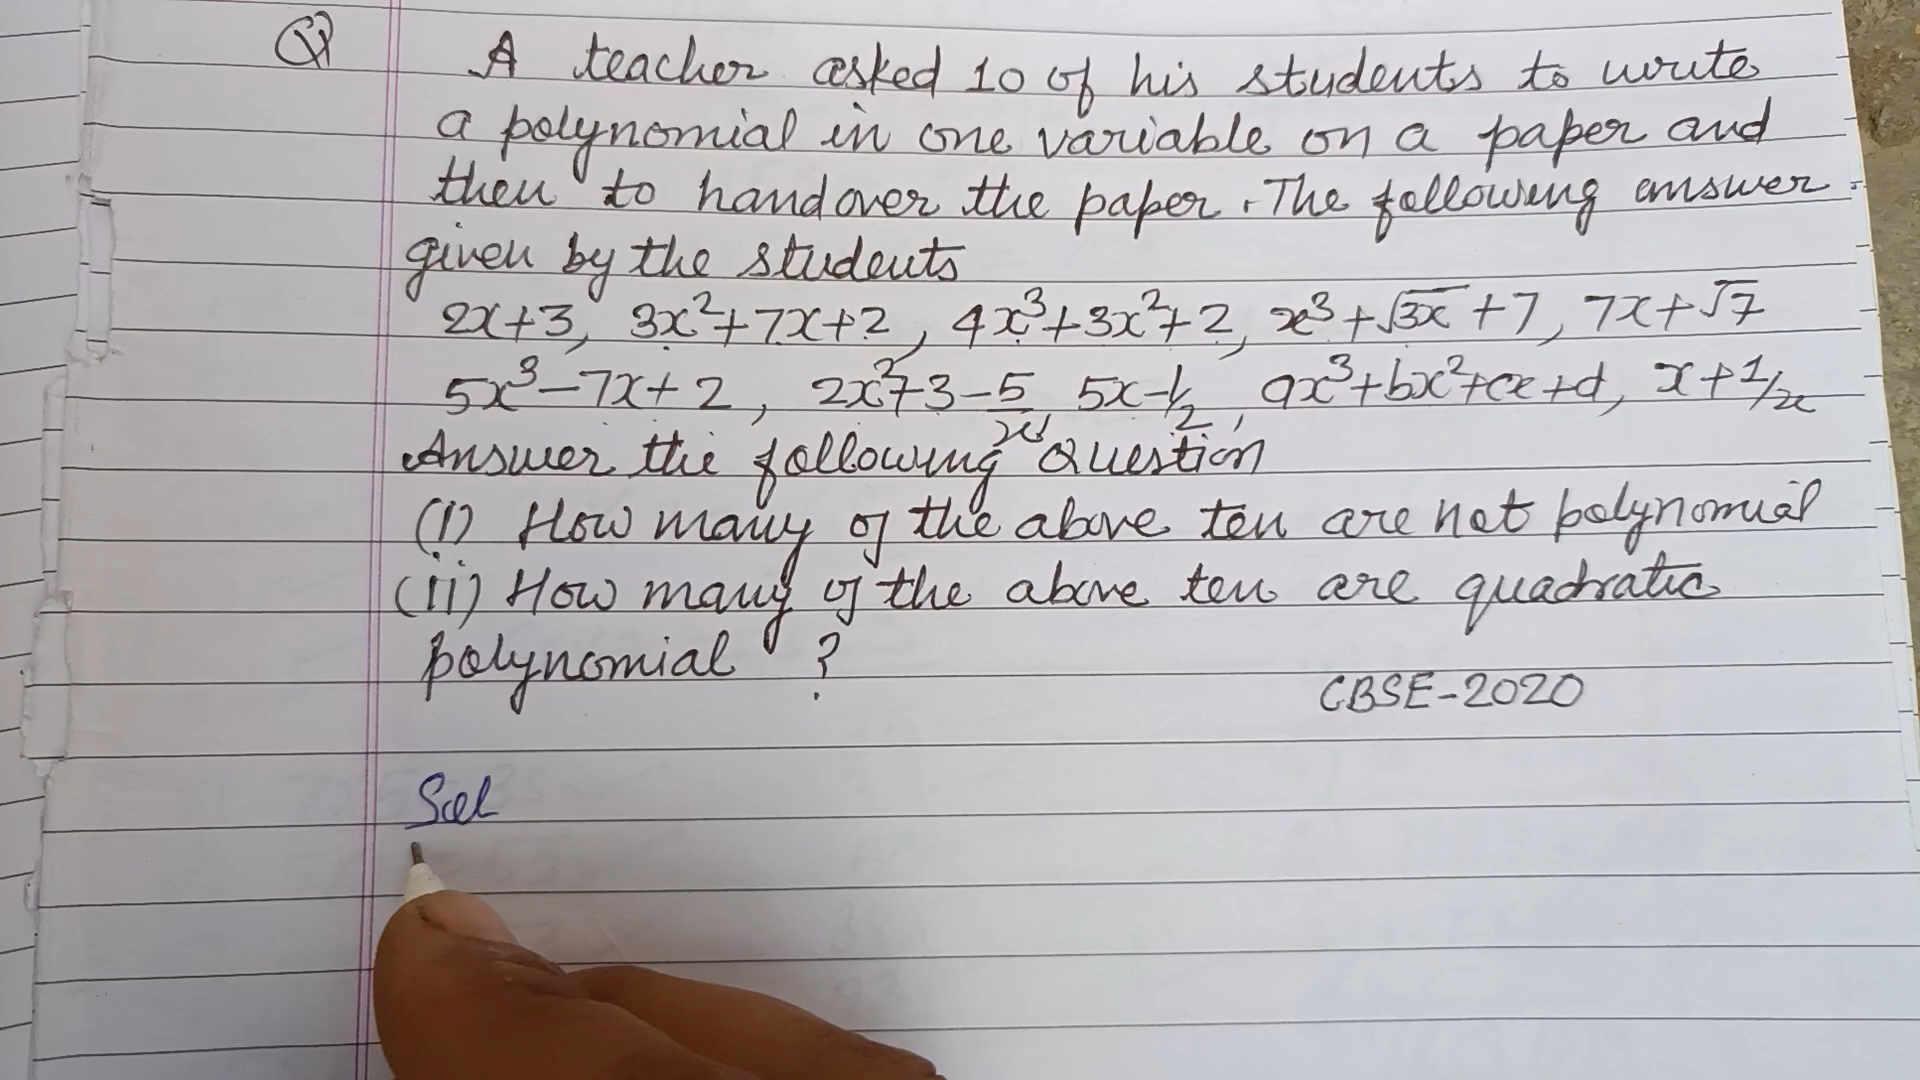 Q
A teacher asked 10 of his students to write
a polynomial in one variable on a paper and
then to handover the paper. The following answer
given by the students
2x+3, 3x²+7x+2, 4x³+3x²+2, x³+√3x+7, 7x+√7
5x³-7x+2, 2x²+3-5/x, 5x-1/2, ax³+bx²+cx+d, x+1/x
Answer the following Question
(I) How many of the above ten are not polynomial
(ii) How many of the above ten are quadratic
polynomial ?
CBSE-2020
Sol